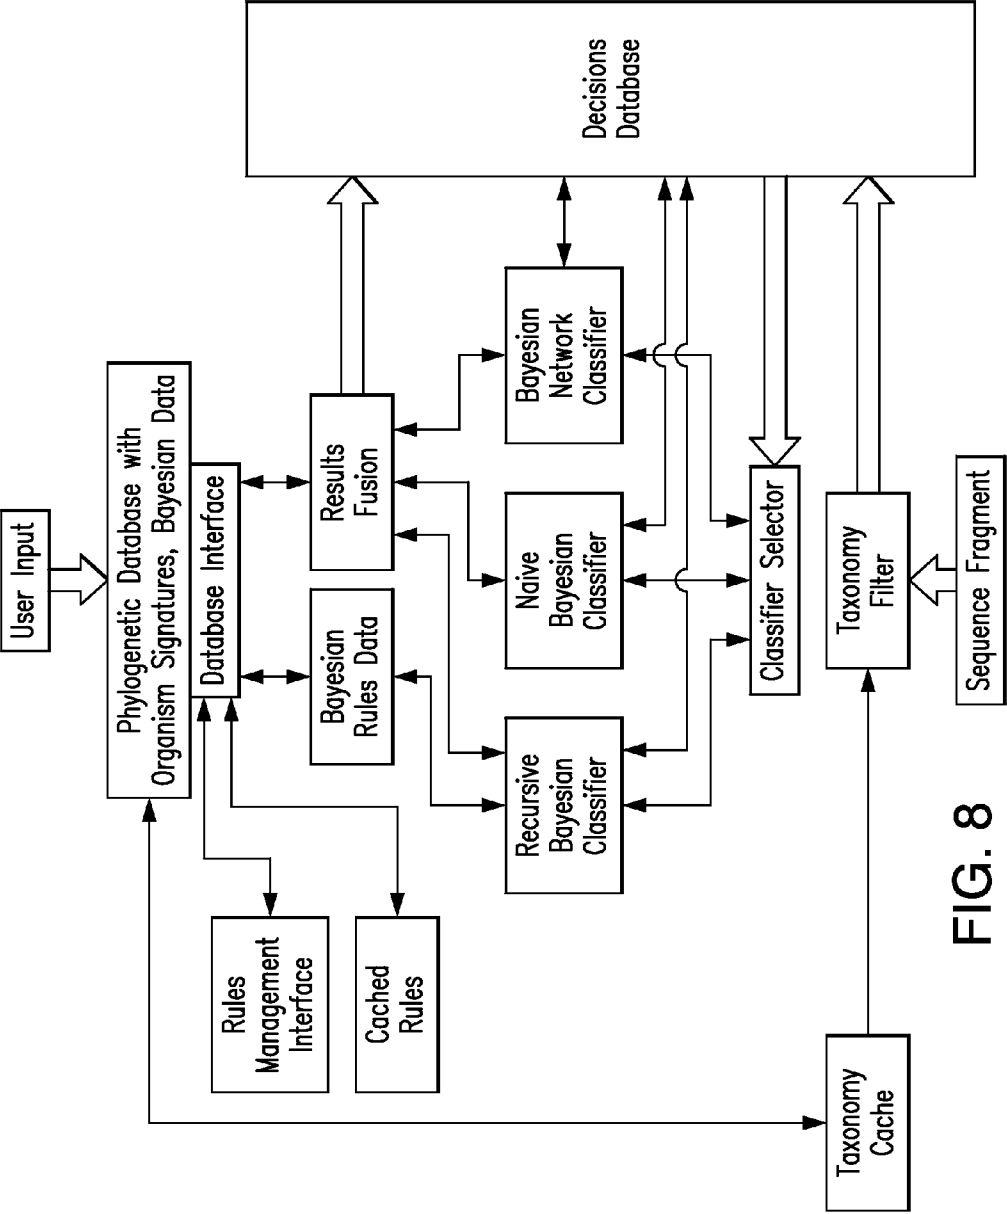 User Input
Phylogenetic Database with
Organism Signatures, Bayesian Data
Database Interface
Rules
Management
Interface
Cached
Rules
Bayesian
Rules Data
Results
Fusion
Decisions
Database
Recursive
Bayesian
Classifier
Naive
Bayesian
Classifier
Bayesian
Network
Classifier
Classifier Selector
Taxonomy
Cache
Taxonomy
Filter
Sequence Fragment
FIG. 8